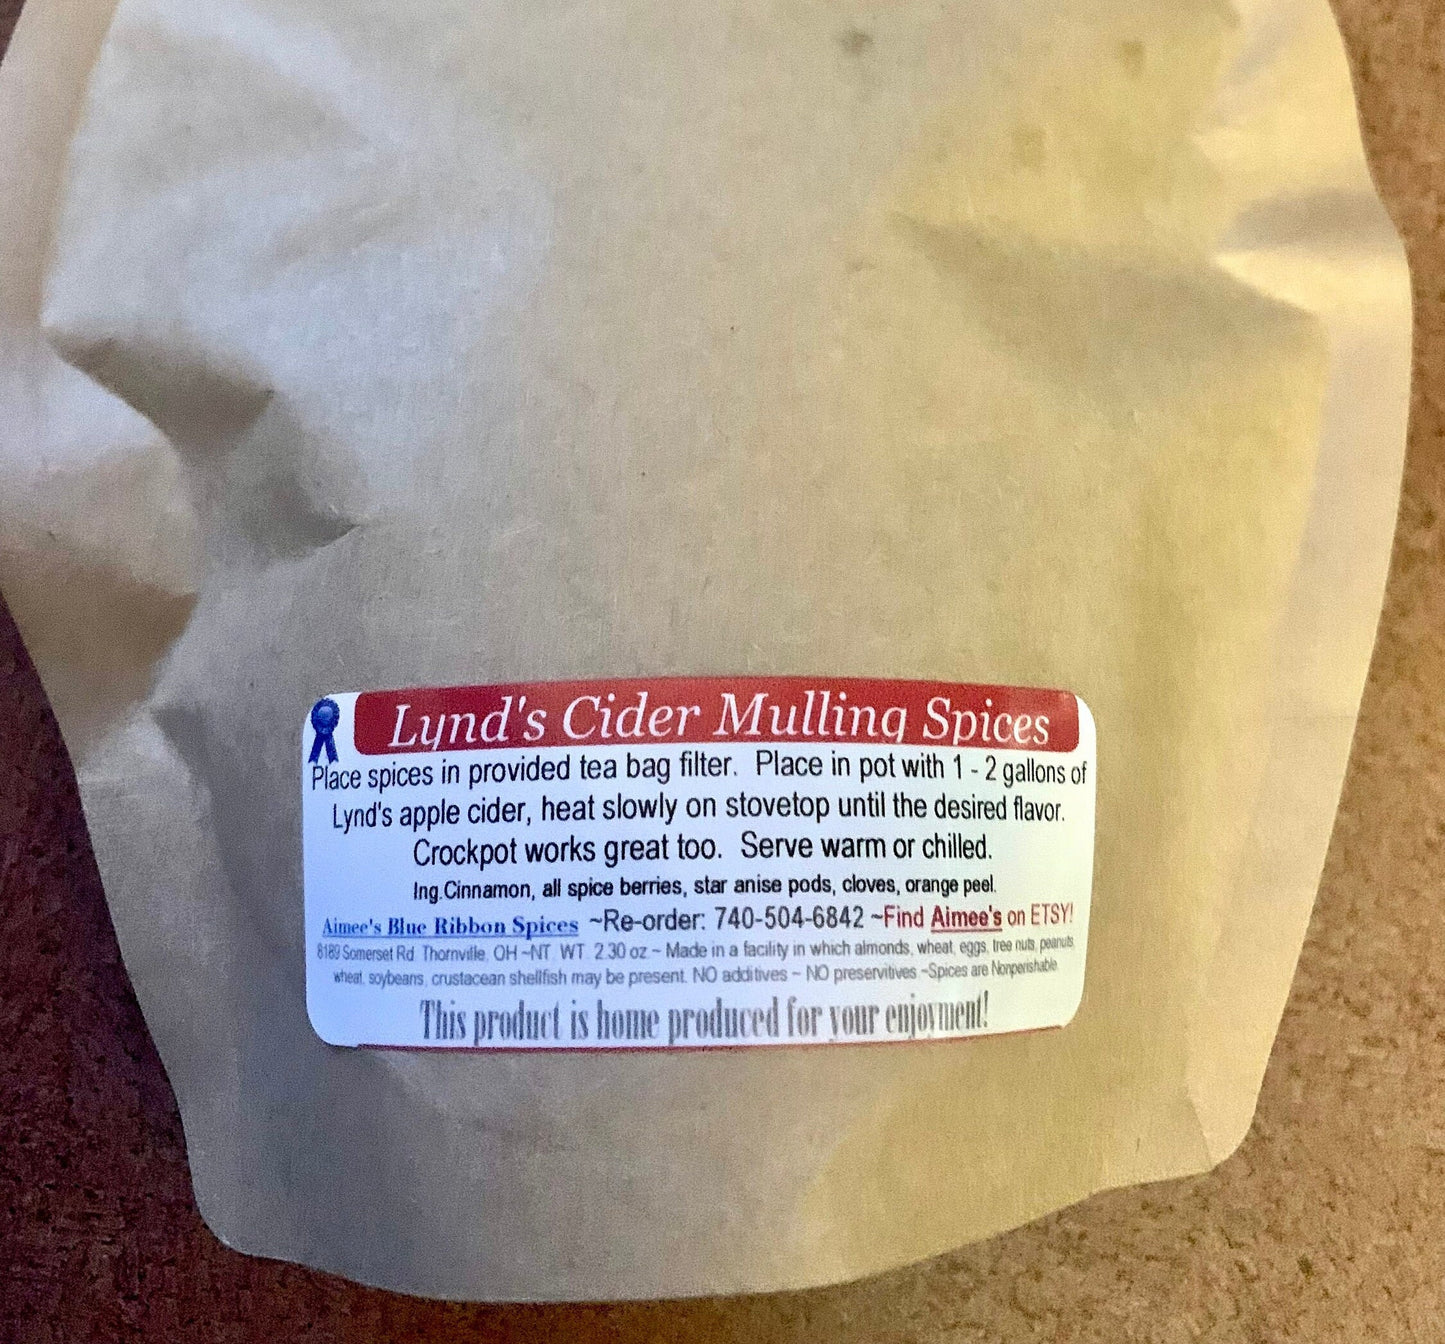 Lynd's Cider Mulling Spices
Place spices in provided tea bag filter. Place in pot with 1 - 2 gallons of
Lynd's apple cider, heat slowly on stovetop until the desired flavor.
Crockpot works great too. Serve warm or chilled.
Ing.Cinnamon, all spice berries, star anise pods, cloves, orange peel.
Aimee's Blue Ribbon Spices ~Re-order: 740-504-6842 ~Find Aimee's on ETSY!
8189 Somerset Rd. Thornville, OH ~NT. WT. 2.30 oz ~ Made in a facility in which almonds, wheat, eggs, tree nuts, peanuts,
wheat, soybeans, crustacean shellfish may be present. NO additives ~ NO preservitives ~Spices are Nonperishable
This product is home produced for your enjoyment!